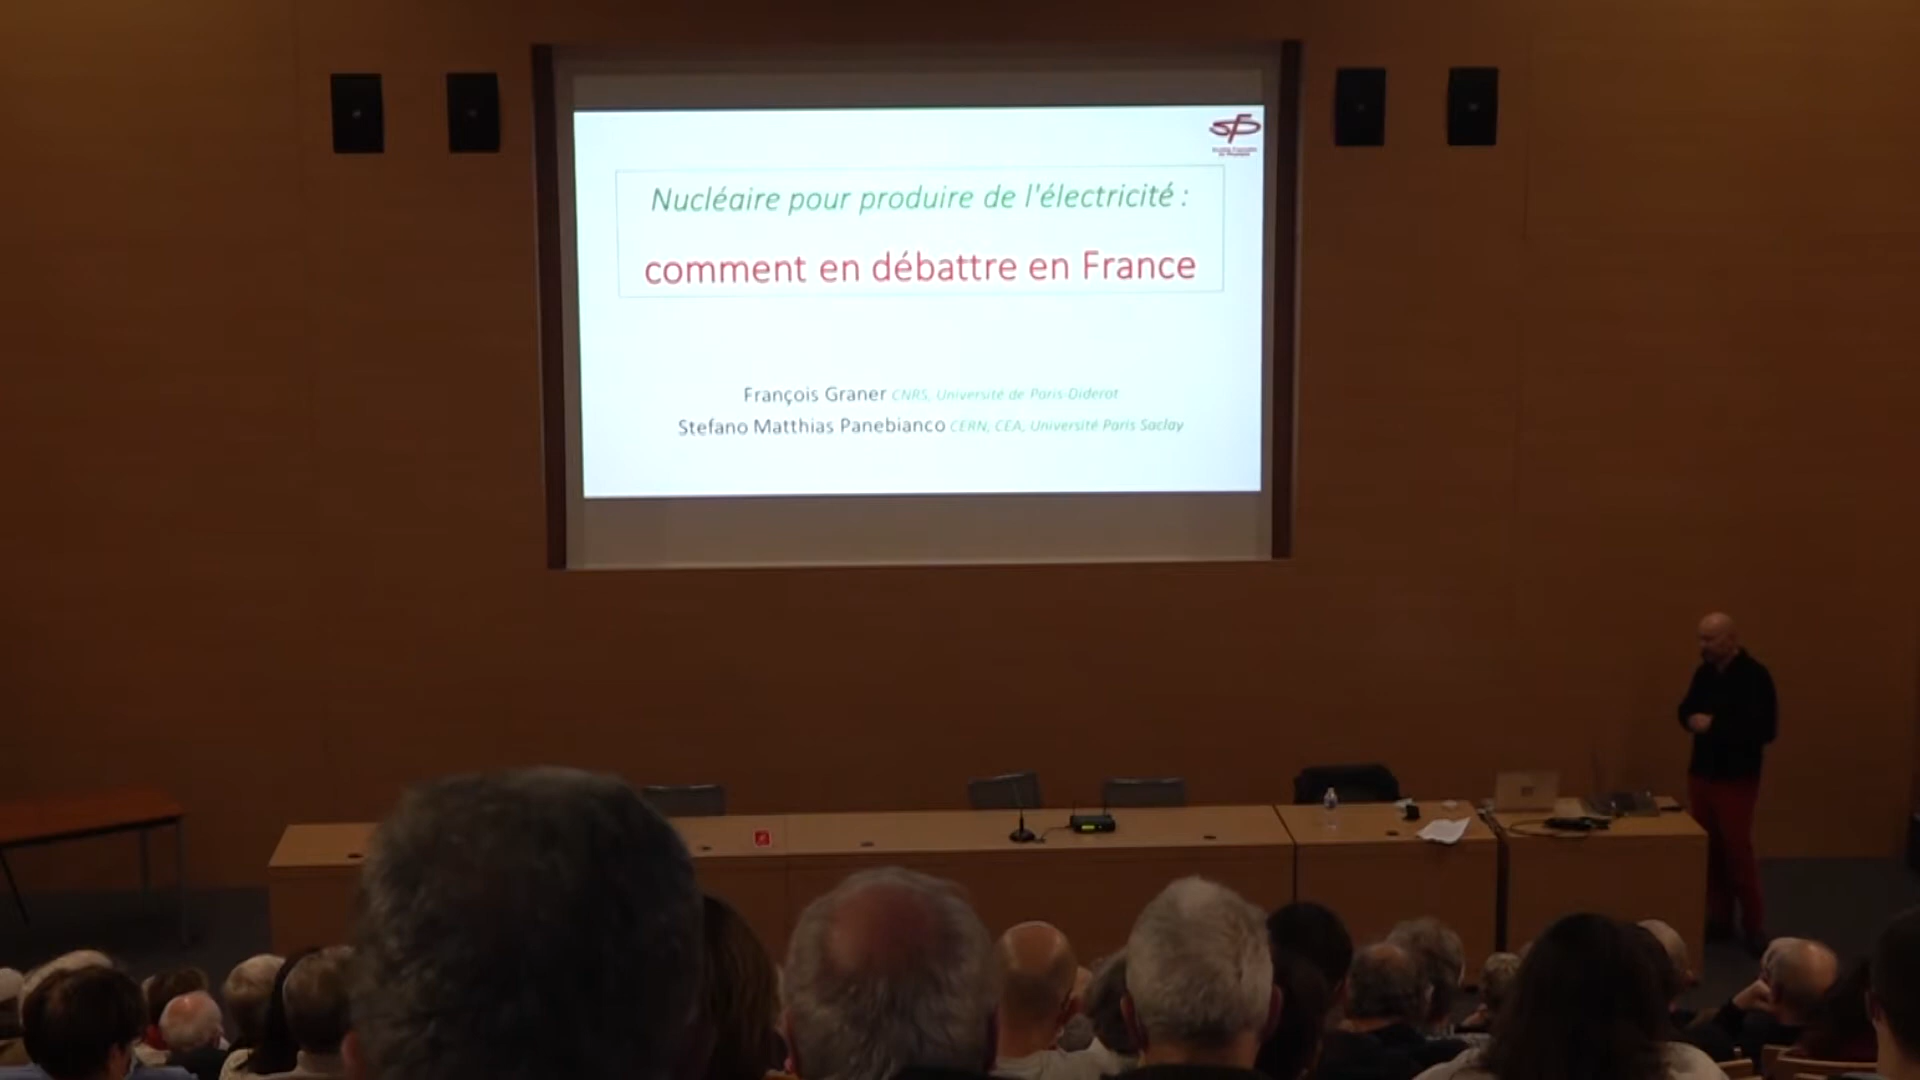 Nucléaire pour produire de l'électricité :
comment en débattre en France
François Graner CNRS, Université de Paris-Diderot
Stefano Matthias Panebianco CERN, CEA, Université Paris Saclay